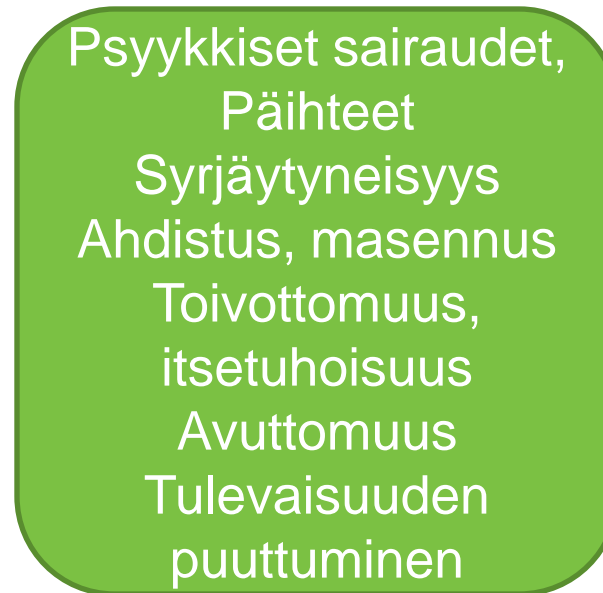 Psyykkiset sairaudet,
Päihteet
Syrjäytyneisyys
Ahdistus, masennus
Toivottomuus,
itsetuhoisuus
Avuttomuus
Tulevaisuuden
puuttuminen